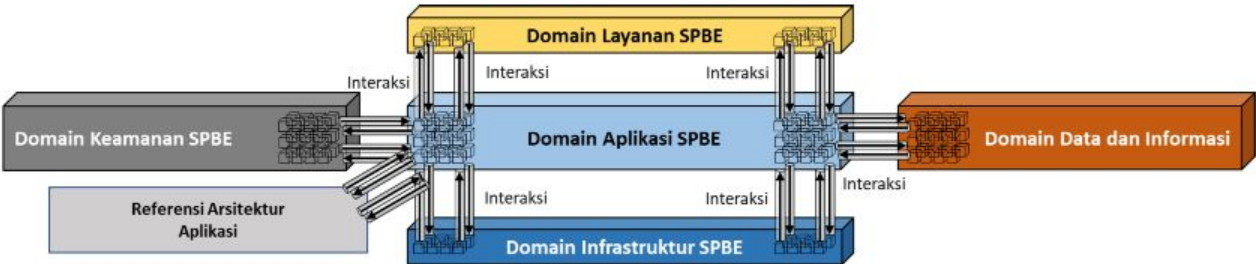 Domain Layanan SPBE
Interaksi
Interaksi
Interaksi
Domain Keamanan SPBE
Domain Aplikasi SPBE
Domain Data dan Informasi
Interaksi
Referensi Arsitektur
Aplikasi
Interaksi
Interaksi
Domain Infrastruktur SPBE